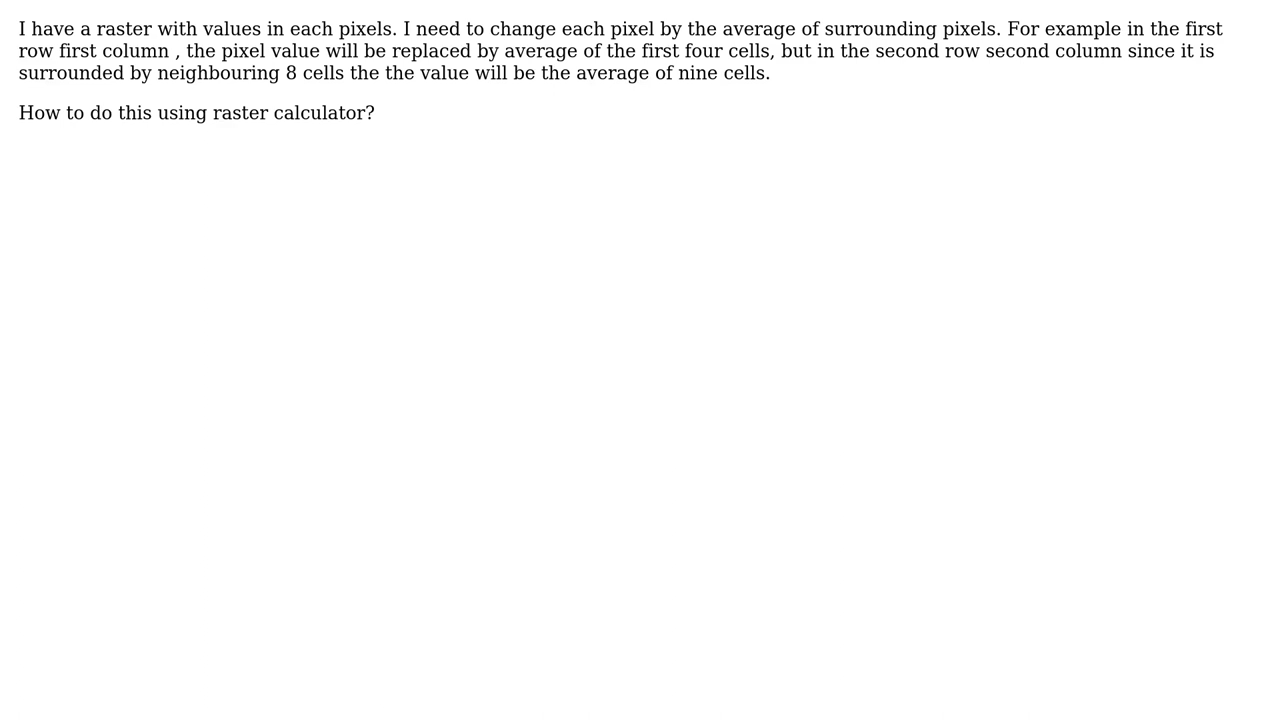 I have a raster with values in each pixels. I need to change each pixel by the average of surrounding pixels. For example in the first
row first column , the pixel value will be replaced by average of the first four cells, but in the second row second column since it is
surrounded by neighbouring 8 cells the the value will be the average of nine cells.
How to do this using raster calculator?